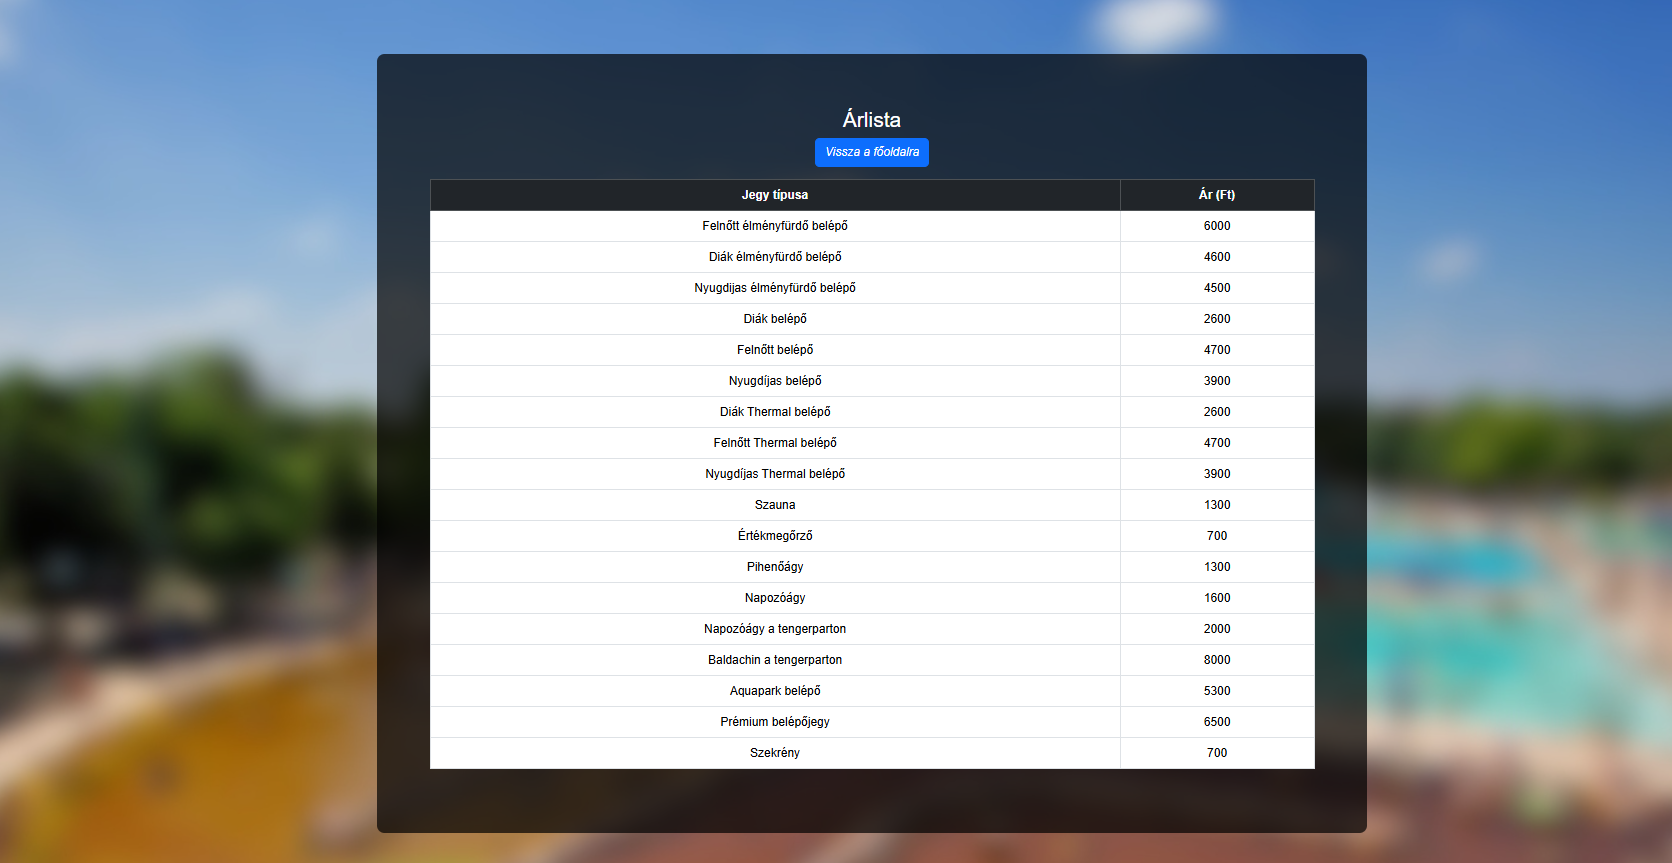 Árlista
Vissza a főoldalra
Jegy típusa Ár (Ft)
Felnőtt élményfürdő belépő 6000
Diák élményfürdő belépő 4600
Nyugdijas élményfürdő belépő 4500
Diák belépő 2600
Felnőtt belépő 4700
Nyugdíjas belépő 3900
Diák Thermal belépő 2600
Felnőtt Thermal belépő 4700
Nyugdíjas Thermal belépő 3900
Szauna 1300
Értékmegőrző 700
Pihenőágy 1300
Napozóágy 1600
Napozóágy a tengerparton 2000
Baldachin a tengerparton 8000
Aquapark belépő 5300
Prémium belépőjegy 6500
Szekrény 700